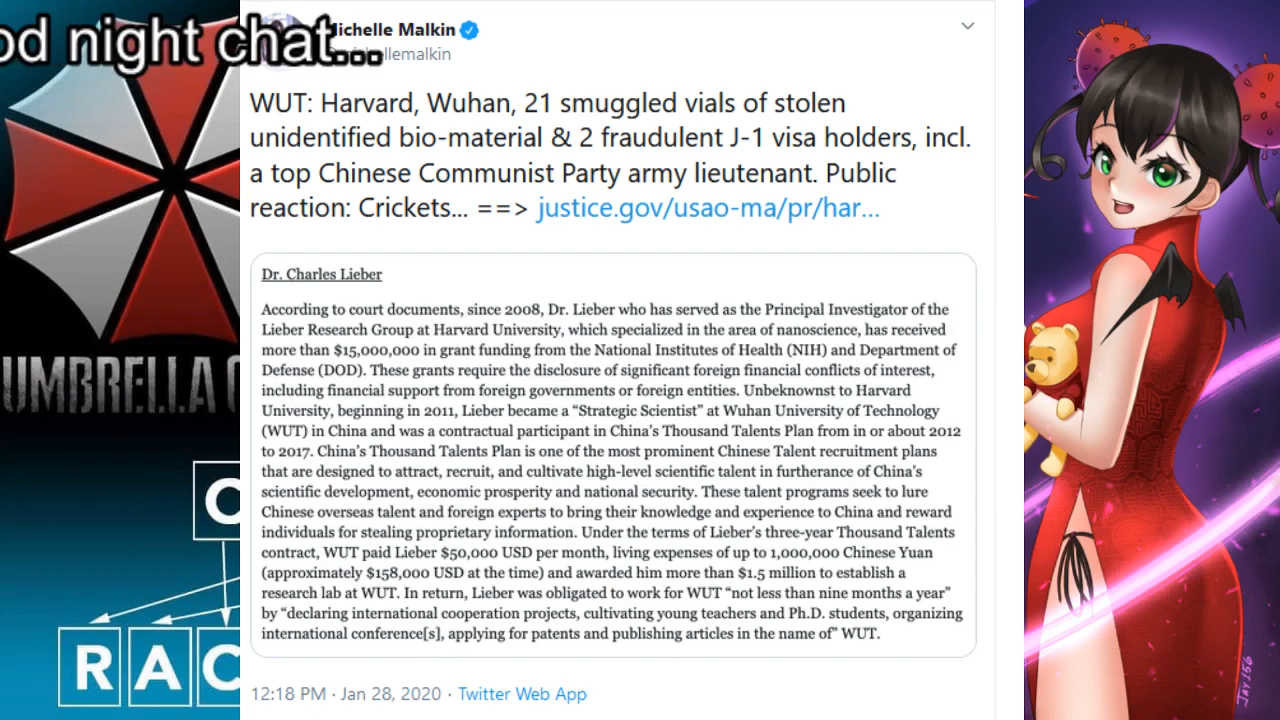 od night chat...
Michelle Malkin
WUT: Harvard, Wuhan, 21 smuggled vials of stolen
unidentified bio-material & 2 fraudulent J-1 visa holders, incl.
a top Chinese Communist Party army lieutenant. Public
reaction: Crickets... ==> justice.gov/usao-ma/pr/har...
Dr. Charles Lieber
According to court documents, since 2008, Dr. Lieber who has served as the Principal Investigator of the
Lieber Research Group at Harvard University, which specialized in the area of nanoscience, has received
more than $15,000,000 in grant funding from the National Institutes of Health (NIH) and Department of
Defense (DOD). These grants require the disclosure of significant foreign financial conflicts of interest,
including financial support from foreign governments or foreign entities. Unbeknownst to Harvard
University, beginning in 2011, Lieber became a “Strategic Scientist” at Wuhan University of Technology
(WUT) in China and was a contractual participant in China’s Thousand Talents Plan from in or about 2012
to 2017. China’s Thousand Talents Plan is one of the most prominent Chinese Talent recruitment plans
that are designed to attract, recruit, and cultivate high-level scientific talent in furtherance of China’s
scientific development, economic prosperity and national security. These talent programs seek to lure
Chinese overseas talent and foreign experts to bring their knowledge and experience to China and reward
individuals for stealing proprietary information. Under the terms of Lieber’s three-year Thousand Talents
contract, WUT paid Lieber $50,000 USD per month, living expenses of up to 1,000,000 Chinese Yuan
(approximately $158,000 USD at the time) and awarded him more than $1.5 million to establish a
research lab at WUT. In return, Lieber was obligated to work for WUT “not less than nine months a year”
by “declaring international cooperation projects, cultivating young teachers and Ph.D. students, organizing
international conference[s], applying for patents and publishing articles in the name of” WUT.
12:18 PM · Jan 28, 2020 · Twitter Web App
UMBRELLA C
C
R A C
JAY156